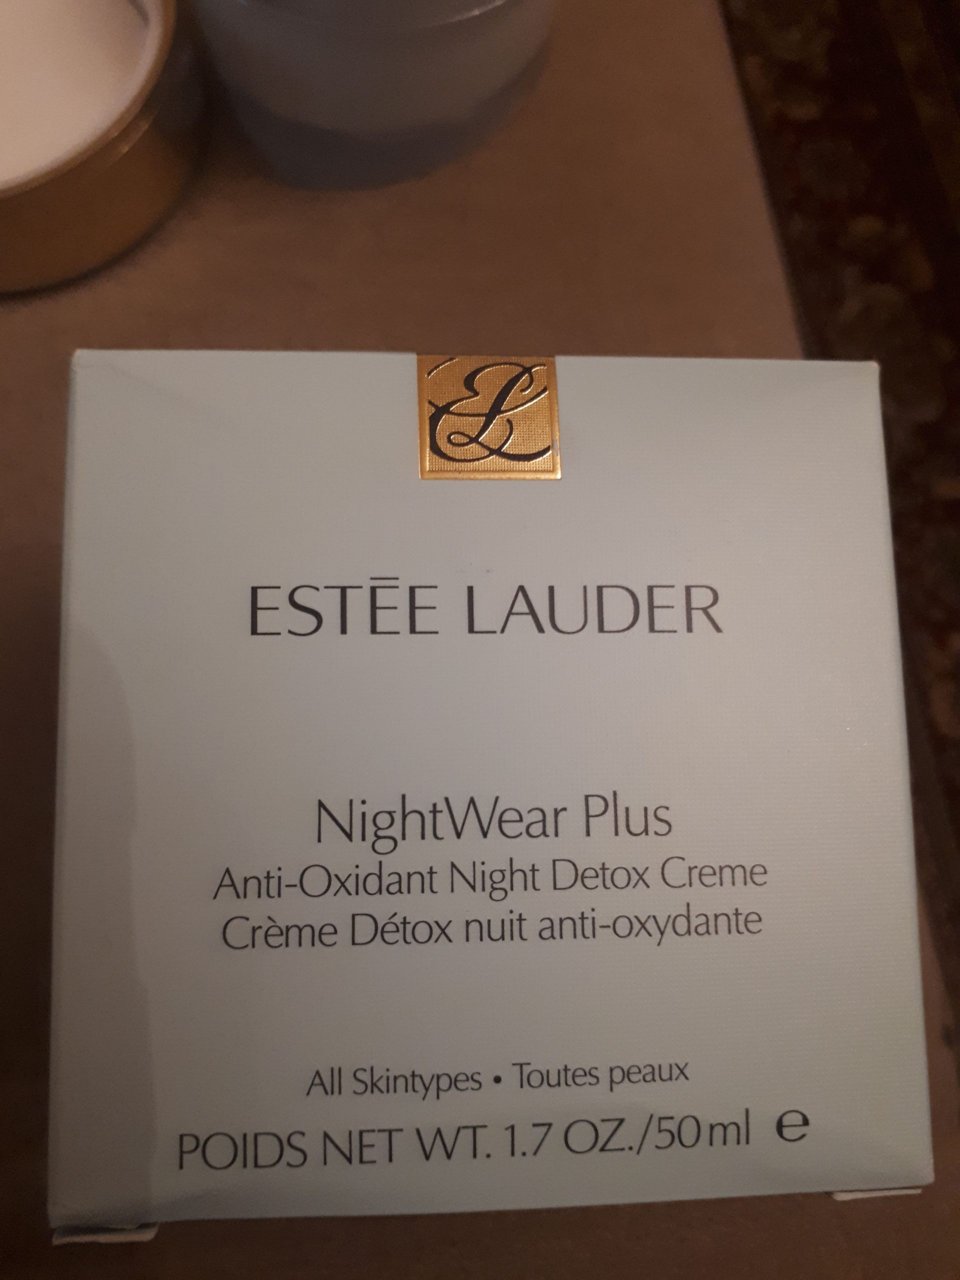 EL
ESTĒE LAUDER
NightWear Plus
Anti-Oxidant Night Detox Creme
Crème Détox nuit anti-oxydante
All Skintypes • Toutes peaux
POIDS NET WT. 1.7 OZ./50 ml ℮